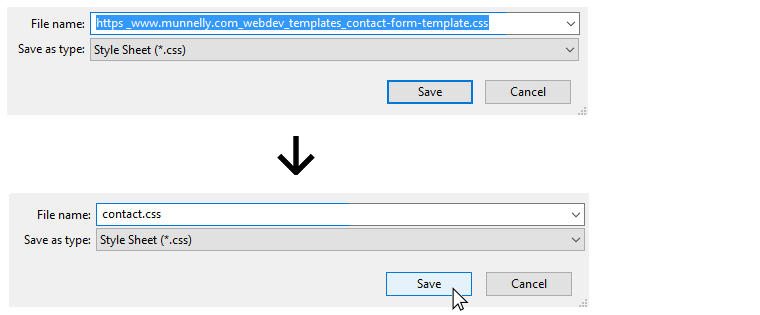 File name: https_www.munnelly.com_webdev_templates_contact-form-template.css
Save as type: Style Sheet (*.css)
Save Cancel
File name: contact.css
Save as type: Style Sheet (*.css)
Save Cancel